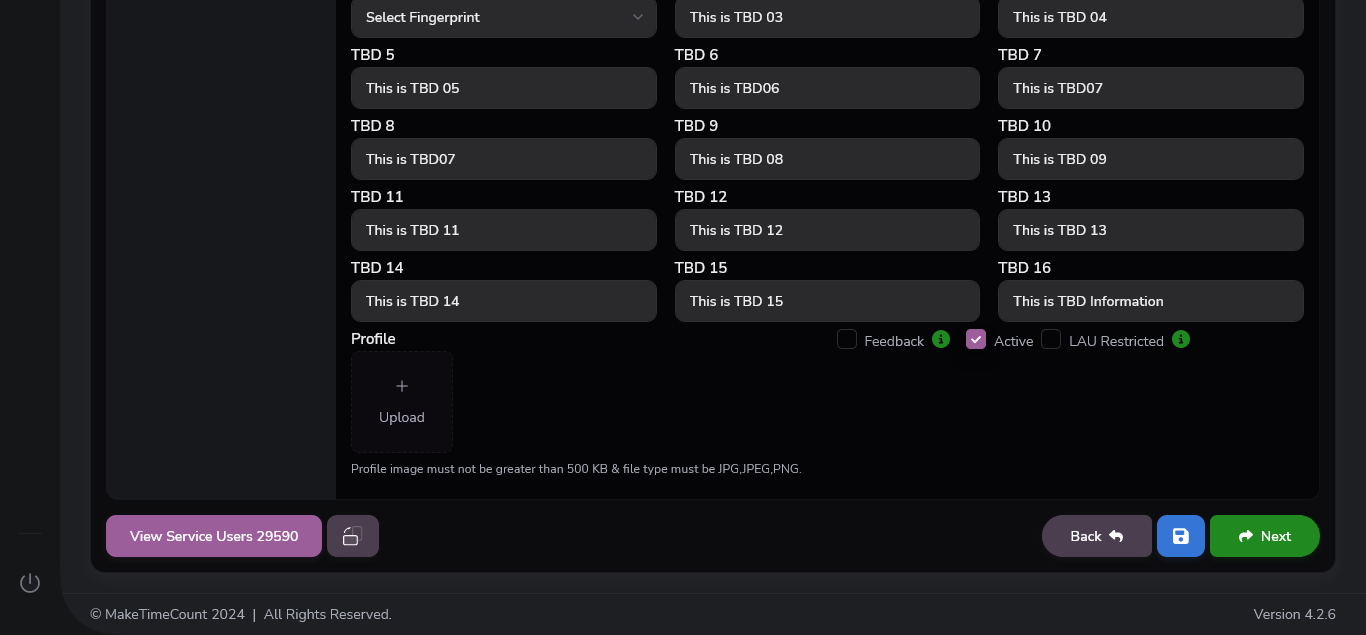 Select Fingerprint This is TBD 03 This is TBD 04
TBD 5 TBD 6 TBD 7
This is TBD 05 This is TBD06 This is TBD07
TBD 8 TBD 9 TBD 10
This is TBD07 This is TBD 08 This is TBD 09
TBD 11 TBD 12 TBD 13
This is TBD 11 This is TBD 12 This is TBD 13
TBD 14 TBD 15 TBD 16
This is TBD 14 This is TBD 15 This is TBD Information
Profile Feedback Active LAU Restricted
Upload
Profile image must not be greater than 500 KB & file type must be JPG,JPEG,PNG.
View Service Users 29590 Back Next
© MakeTimeCount 2024 | All Rights Reserved. Version 4.2.6